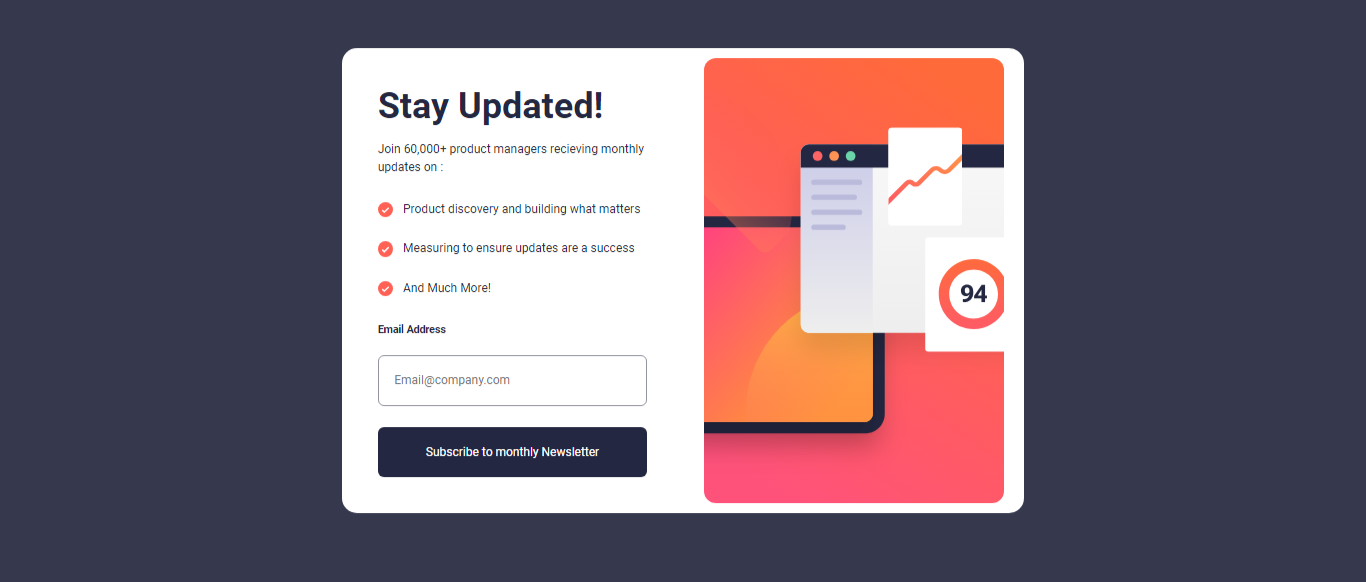 Stay Updated!
Join 60,000+ product managers recieving monthly
updates on :
Product discovery and building what matters
Measuring to ensure updates are a success
And Much More!
Email Address
Email@company.com
Subscribe to monthly Newsletter
94